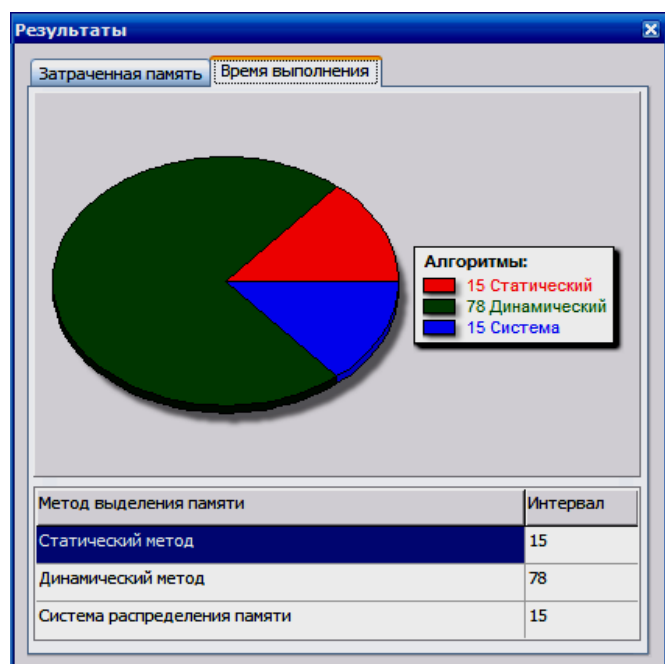 Результаты
Затраченная память
Время выполнения
Алгоритмы:
15 Статический
78 Динамический
15 Система
Метод выделения памяти Интервал
Статический метод 15
Динамический метод 78
Система распределения памяти 15